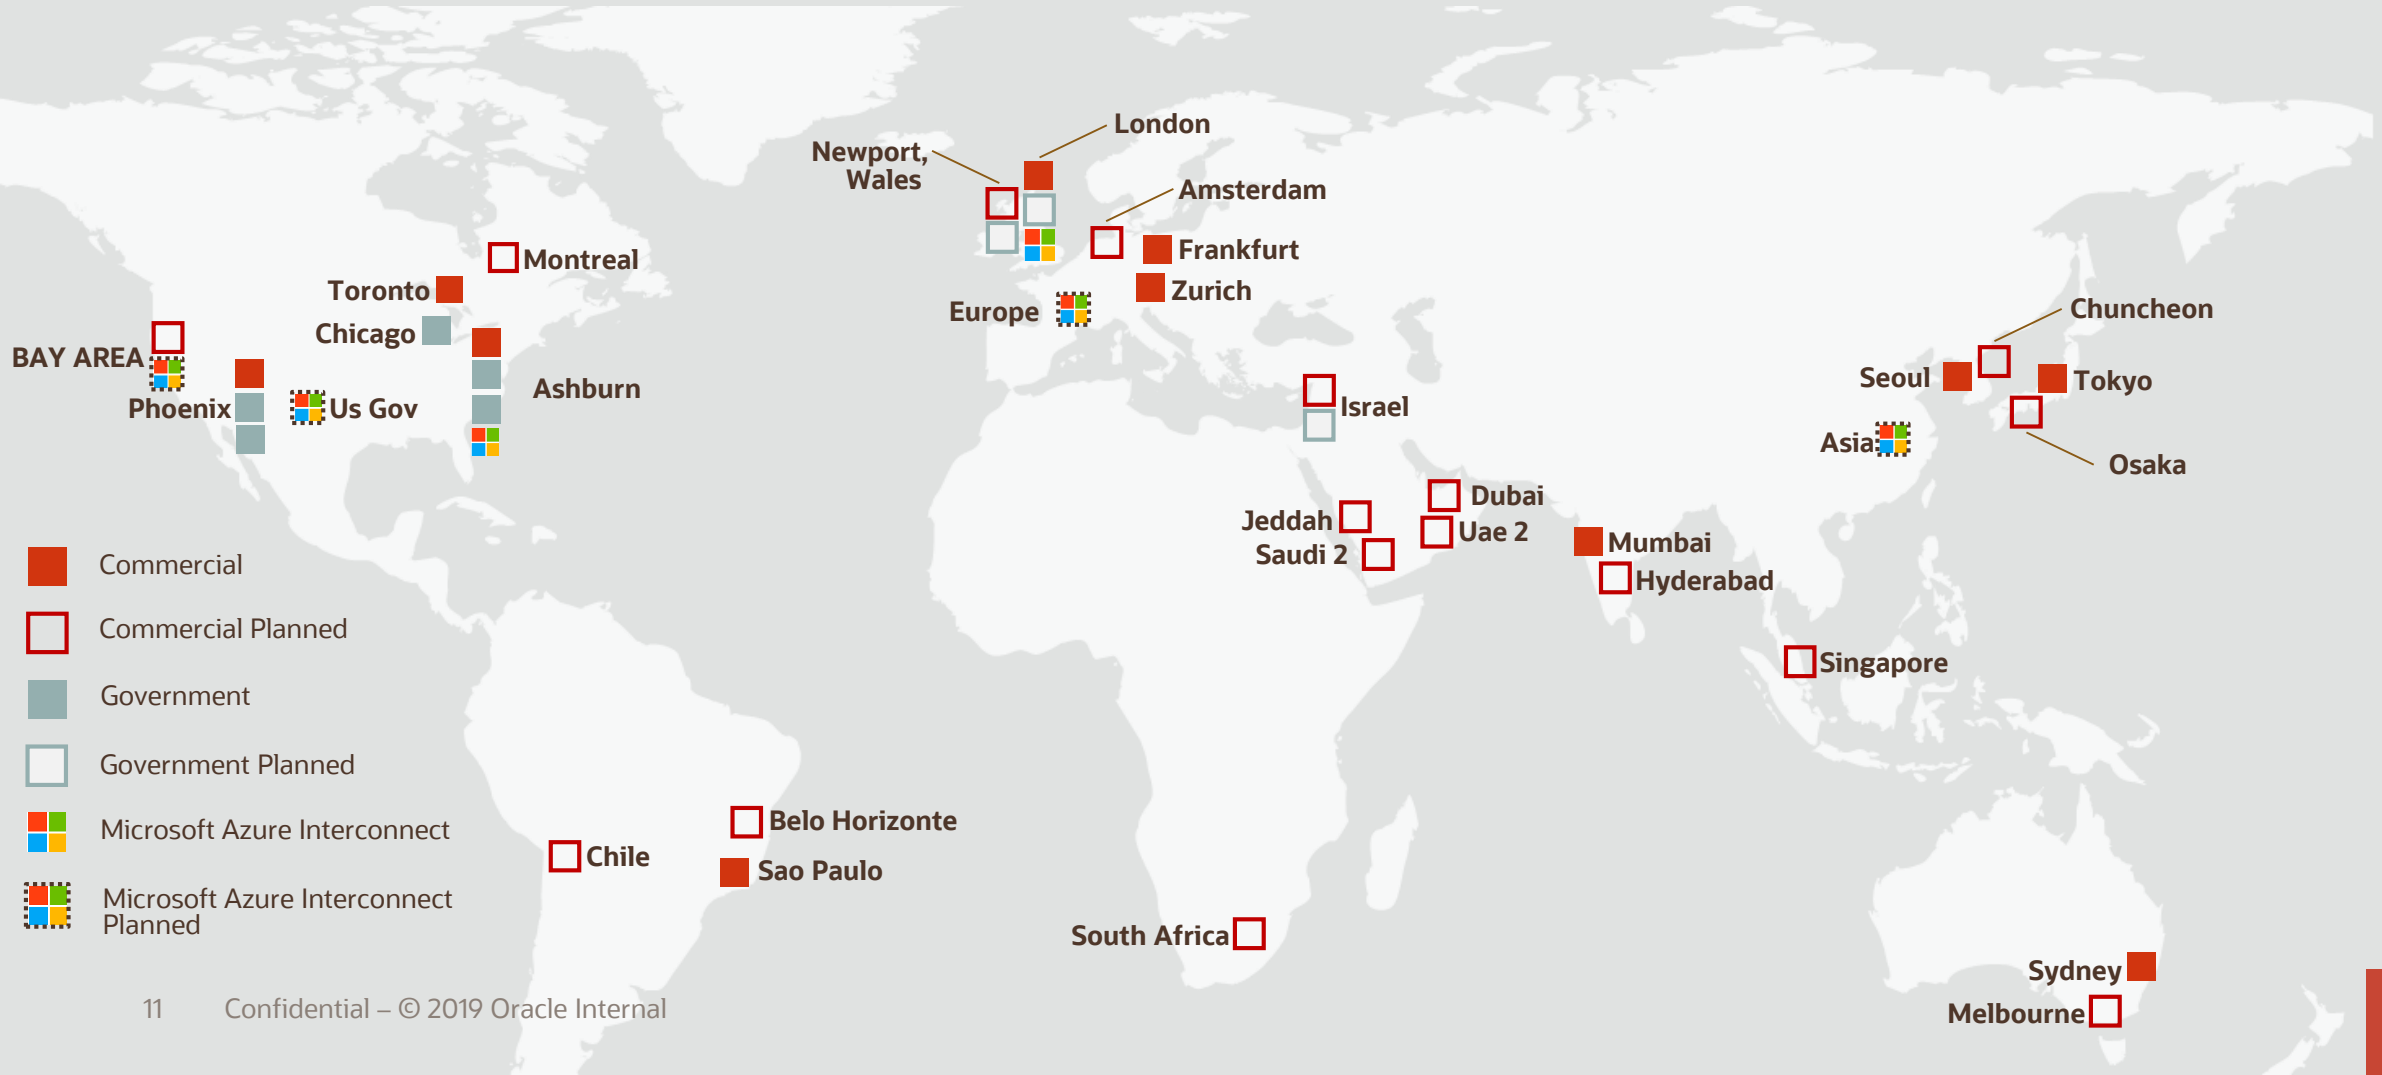 London
Newport,
Wales
Amsterdam
Frankfurt
Montreal
Toronto
Zurich
Europe
Chuncheon
Chicago
BAY AREA
Ashburn
Seoul
Tokyo
Phoenix
Us Gov
Israel
Asia
Osaka
Dubai
Jeddah
Uae 2
Saudi 2
Mumbai
Hyderabad
Commercial
Commercial Planned
Singapore
Government
Government Planned
Microsoft Azure Interconnect
Belo Horizonte
Chile
Sao Paulo
Microsoft Azure Interconnect
Planned
South Africa
Sydney
Melbourne
11 Confidential – © 2019 Oracle Internal